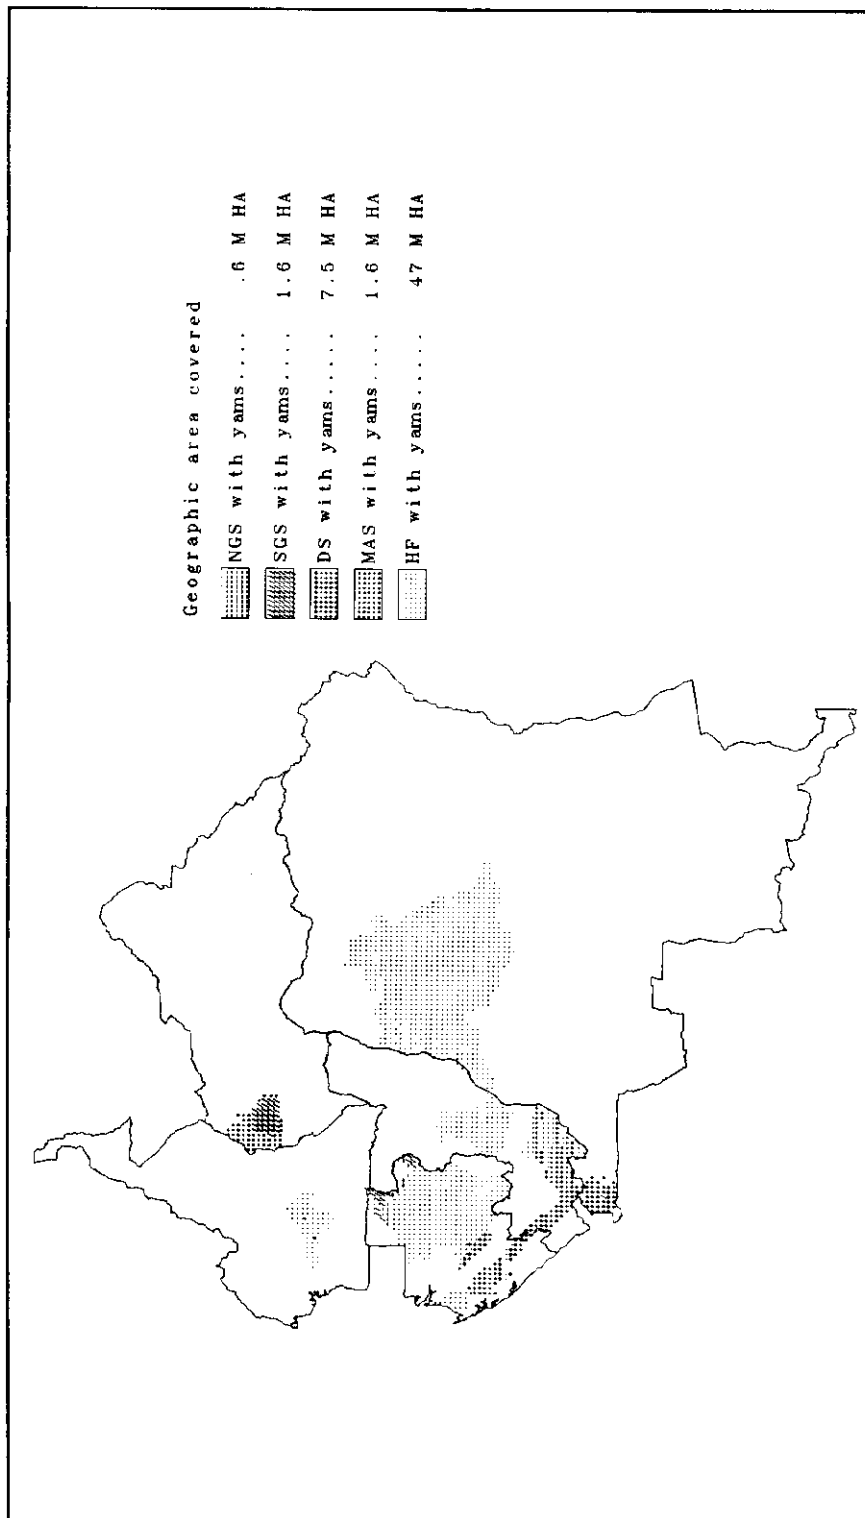 Geographic area covered
NGS with yams.... .6 M HA
SGS with yams.... 1.6 M HA
DS with yams..... 7.5 M HA
MAS with yams.... 1.6 M HA
HF with yams..... 47 M HA